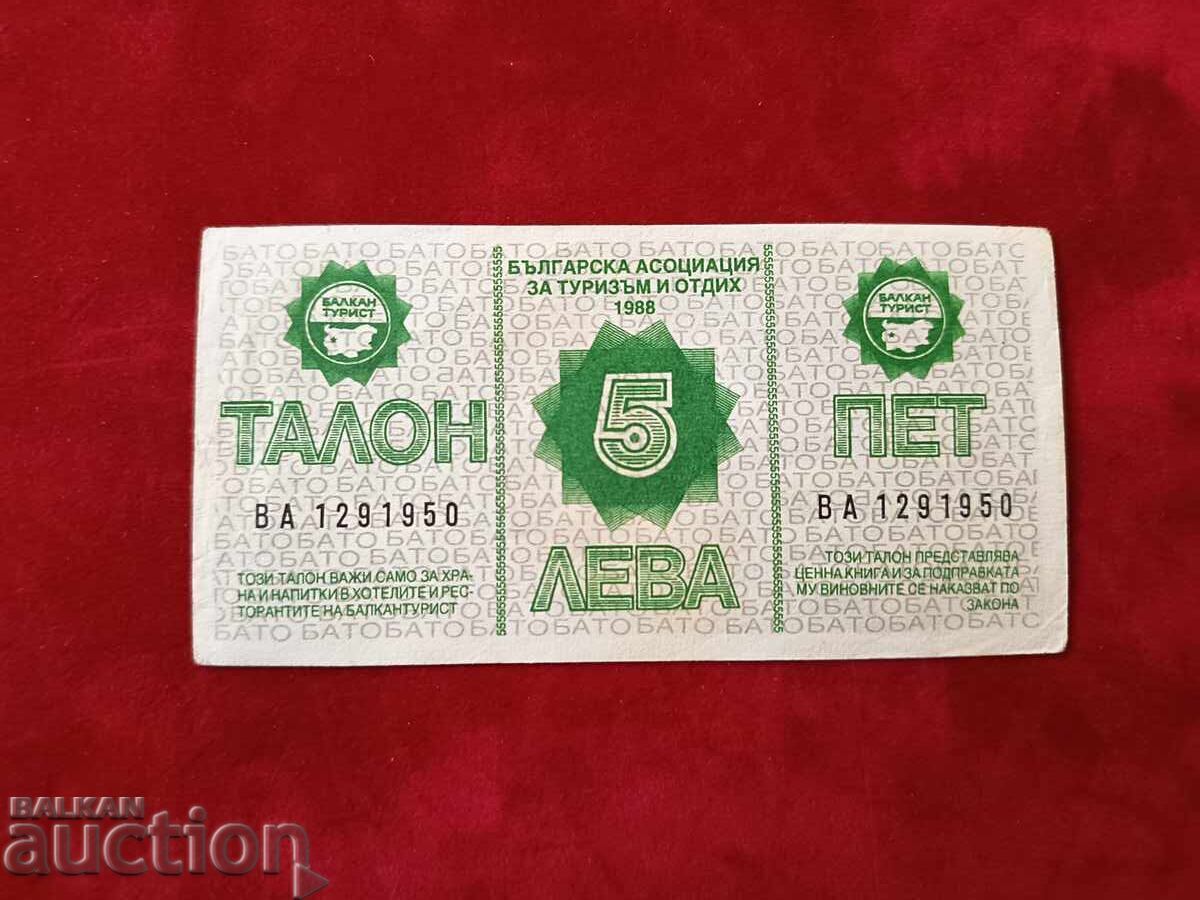 БЪЛГАРСКА АСОЦИАЦИЯ
ЗА ТУРИЗЪМ И ОТДИХ
1988
БАЛКАН
ТУРИСТ
БАЛКАН
ТУРИСТ
ТАЛОН
5
ПЕТ
ВА 1291950
ВА 1291950
ЛЕВА
ТОЗИ ТАЛОН ВАЖИ САМО ЗА ХРА-
НА И НАПИТКИ В ХОТЕЛИТЕ И РЕС-
ТОРАНТИТЕ НА БАЛКАНТУРИСТ
ТОЗИ ТАЛОН ПРЕДСТАВЛЯВА
ЦЕННА КНИГА И ЗА ПОДПРАВКАТА
МУ ВИНОВНИТЕ СЕ НАКАЗВАТ ПО
ЗАКОНА
BALKAN
auction